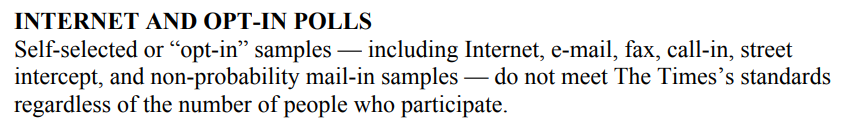 INTERNET AND OPT-IN POLLS
Self-selected or “opt-in” samples — including Internet, e-mail, fax, call-in, street
intercept, and non-probability mail-in samples — do not meet The Times’s standards
regardless of the number of people who participate.